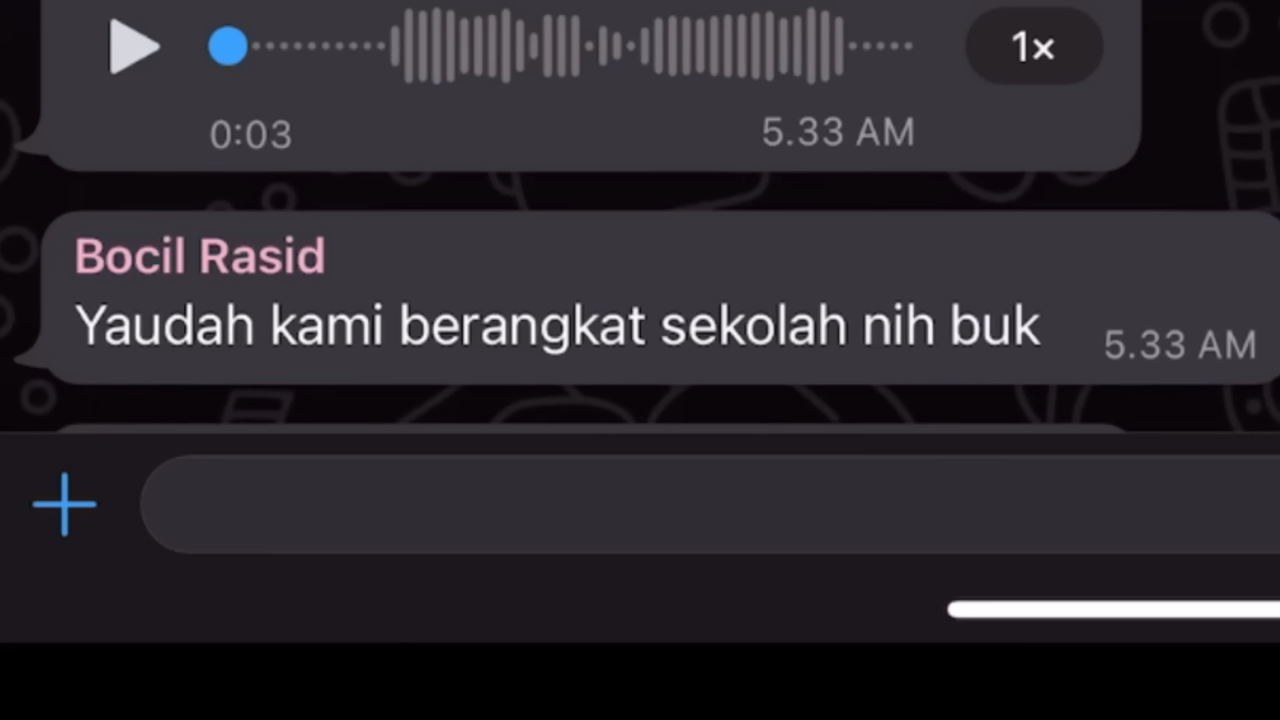 1×
0:03
5.33 AM
Bocil Rasid
Yaudah kami berangkat sekolah nih buk
5.33 AM